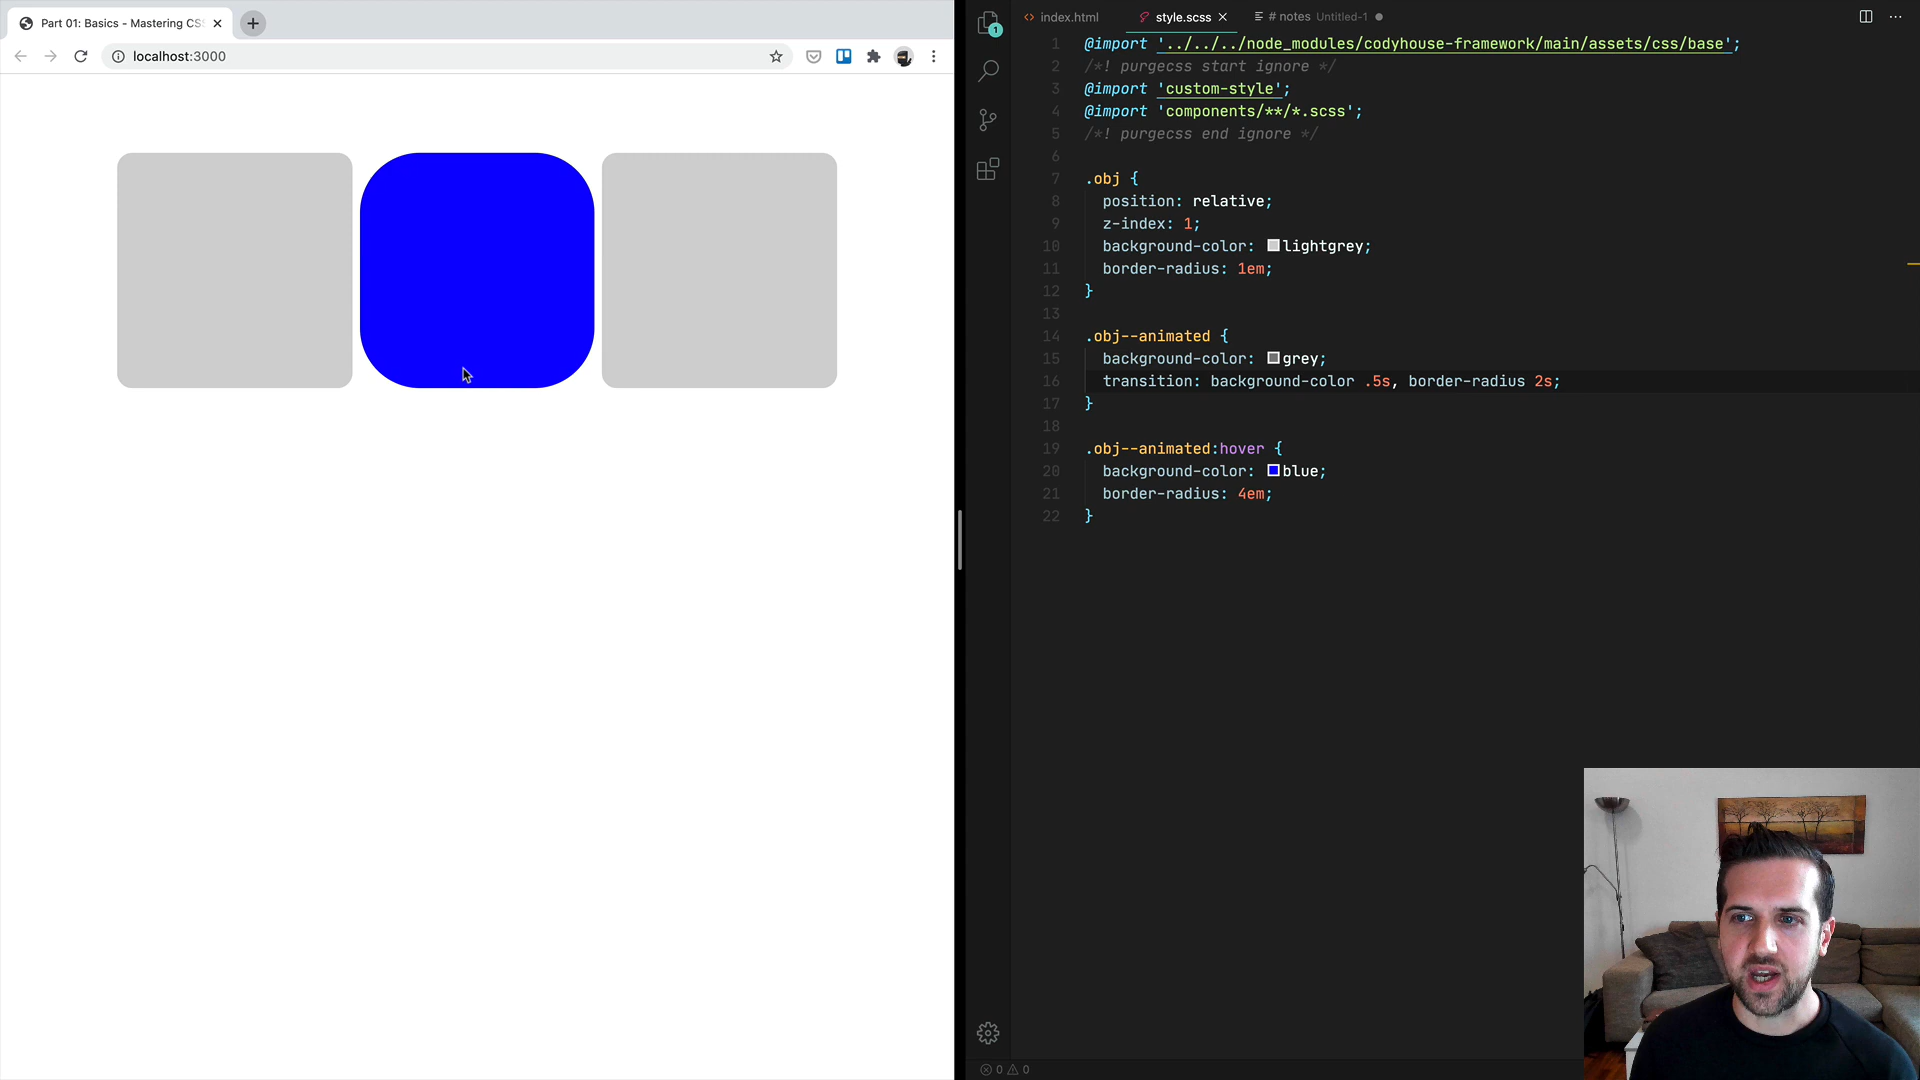 Part 01: Basics - Mastering CS
localhost:3000
1
index.html
style.scss
# notes Untitled-1
1 @import '../../../node_modules/codyhouse-framework/main/assets/css/base';
2 /*! purgecss start ignore */
3 @import 'custom-style';
4 @import 'components/**/*.scss';
5 /*! purgecss end ignore */
6
7 .obj {
8 position: relative;
9 z-index: 1;
10 background-color: lightgrey;
11 border-radius: 1em;
12 }
13
14 .obj--animated {
15 background-color: grey;
16 transition: background-color .5s, border-radius 2s;
17 }
18
19 .obj--animated:hover {
20 background-color: blue;
21 border-radius: 4em;
22 }
0 0